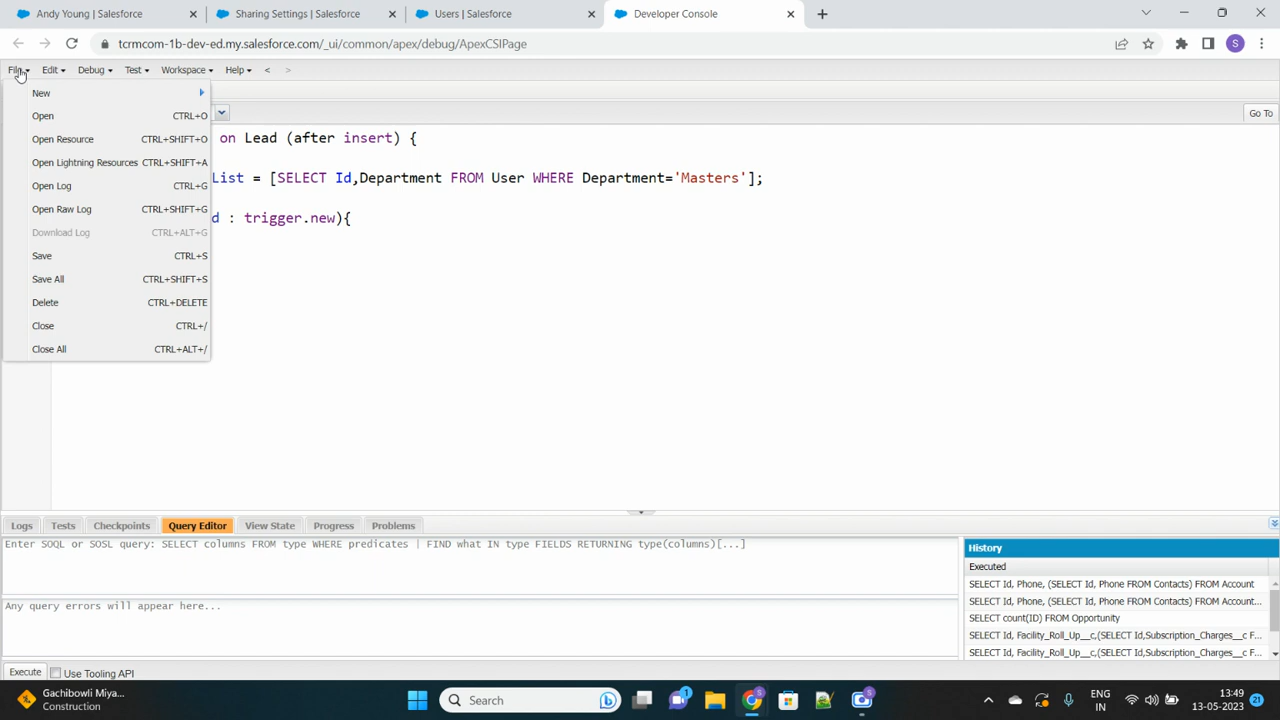 Andy Young | Salesforce
Sharing Settings | Salesforce
Users | Salesforce
Developer Console
tcrmcom-1b-dev-ed.my.salesforce.com/_ui/common/apex/debug/ApexCSIPage
S
File Edit Debug Test Workspace Help < >
New
Open CTRL+O
Open Resource CTRL+SHIFT+O
Open Lightning Resources CTRL+SHIFT+A
Open Log CTRL+G
Open Raw Log CTRL+SHIFT+G
Download Log CTRL+ALT+G
Save CTRL+S
Save All CTRL+SHIFT+S
Delete CTRL+DELETE
Close CTRL+/
Close All CTRL+ALT+/
Go To
on Lead (after insert) {
List = [SELECT Id,Department FROM User WHERE Department='Masters'];
d : trigger.new){
Logs Tests Checkpoints Query Editor View State Progress Problems
Enter SOQL or SOSL query: SELECT columns FROM type WHERE predicates | FIND what IN type FIELDS RETURNING type(columns)[...]
Any query errors will appear here...
History
Executed
SELECT Id, Phone, (SELECT Id, Phone FROM Contacts) FROM Account
SELECT Id, Phone, (SELECT Id, Phone FROM Contacts) FROM Account...
SELECT count(ID) FROM Opportunity
SELECT Id, Facility_Roll_Up__c,(SELECT Id,Subscription_Charges__c F...
SELECT Id, Facility_Roll_Up__c,(SELECT Id,Subscription_Charges__c F...
Execute Use Tooling API
Gachibowli Miya...
Construction
Search
1
S
S
ENG
IN
13:49
13-05-2023
21